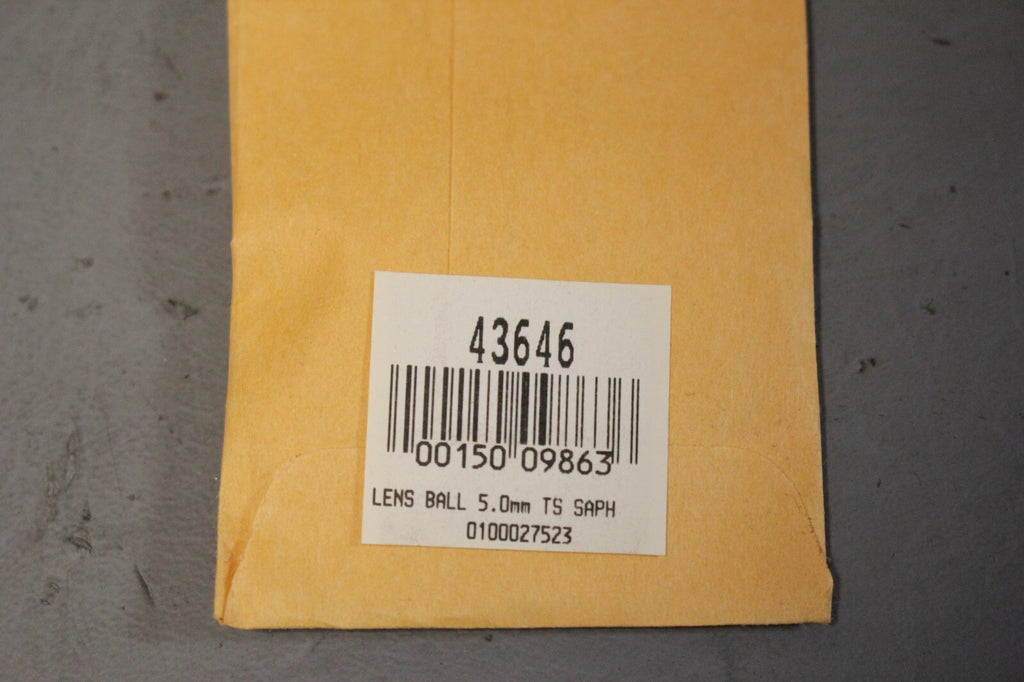 43646
00150 09863
LENS BALL 5.0mm TS SAPH
0100027523